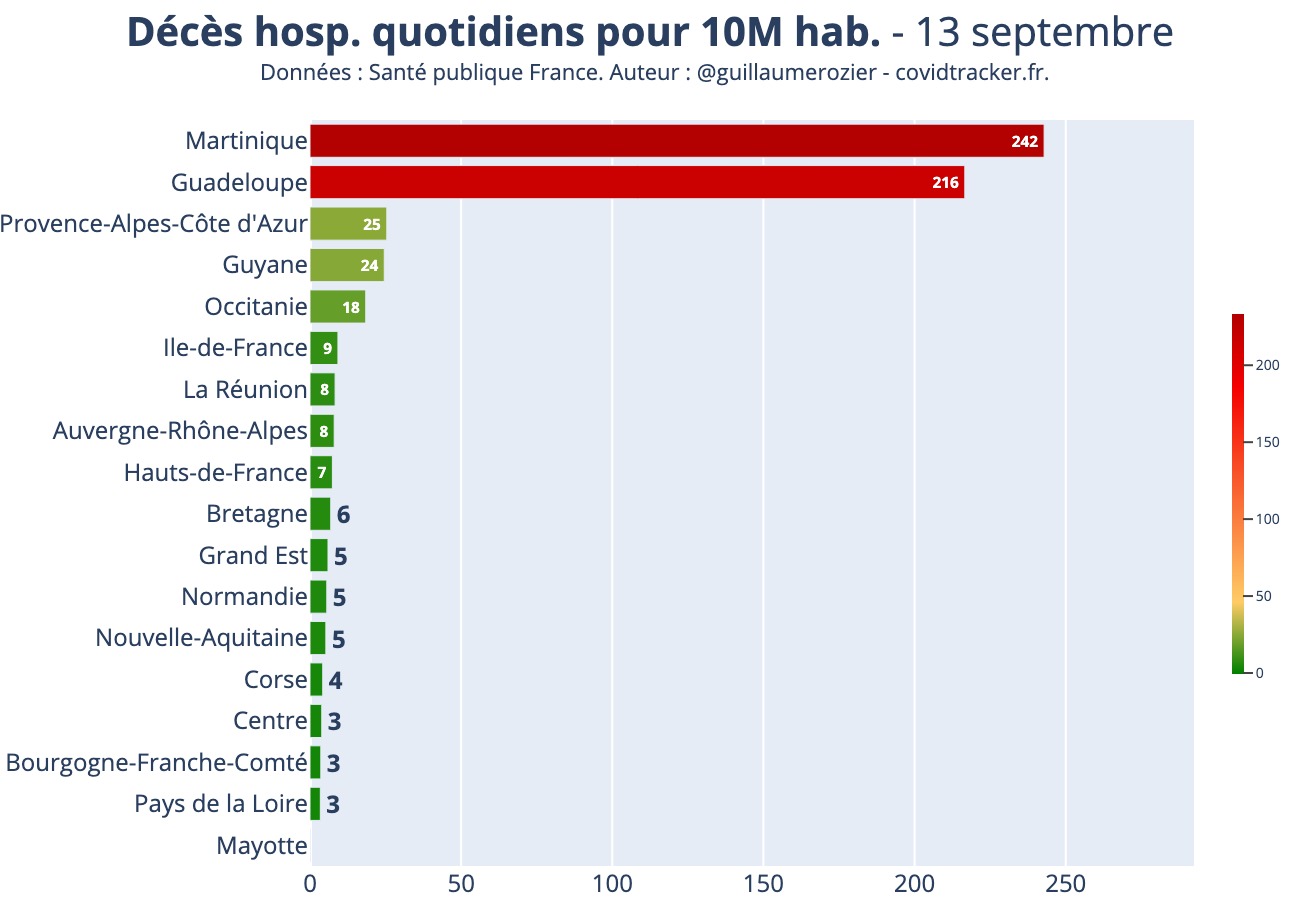 Décès hosp. quotidiens pour 10M hab. - 13 septembre
Données : Santé publique France. Auteur : @guillaumerozier - covidtracker.fr.
Martinique 242
Guadeloupe 216
Provence-Alpes-Côte d'Azur 25
Guyane 24
Occitanie 18
Ile-de-France 9
La Réunion 8
Auvergne-Rhône-Alpes 8
Hauts-de-France 7
Bretagne 6
Grand Est 5
Normandie 5
Nouvelle-Aquitaine 5
Corse 4
Centre 3
Bourgogne-Franche-Comté 3
Pays de la Loire 3
Mayotte
0 50 100 150 200 250
200
150
100
50
0